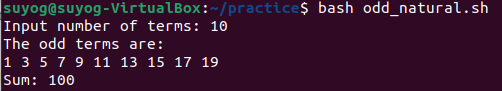 suyog@suyog-VirtualBox:~/practice$ bash odd_natural.sh
Input number of terms: 10
The odd terms are:
1 3 5 7 9 11 13 15 17 19
Sum: 100